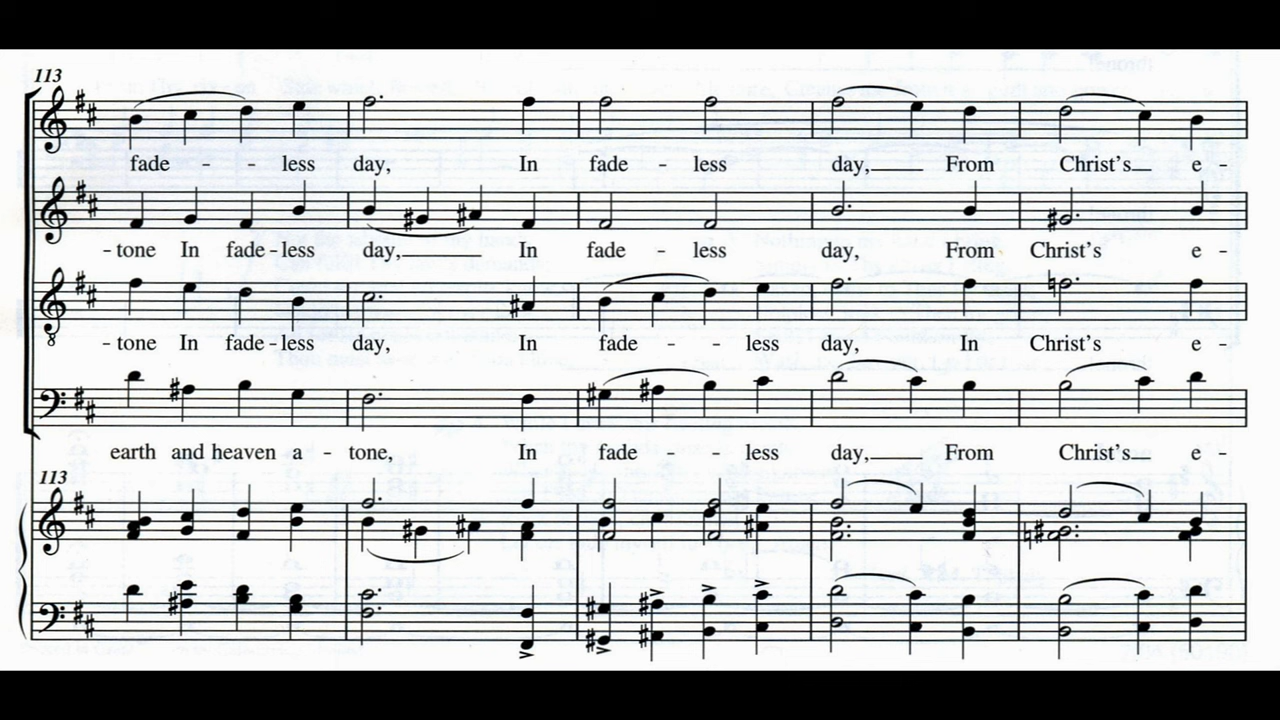 113
fade - - less day, In fade - less day, From Christ's e -
- tone In fade - less day, In fade - less day, From Christ's e -
- tone In fade - less day, In fade - - less day, In Christ's e -
earth and heaven a - tone, In fade - - less day, From Christ's e -
113